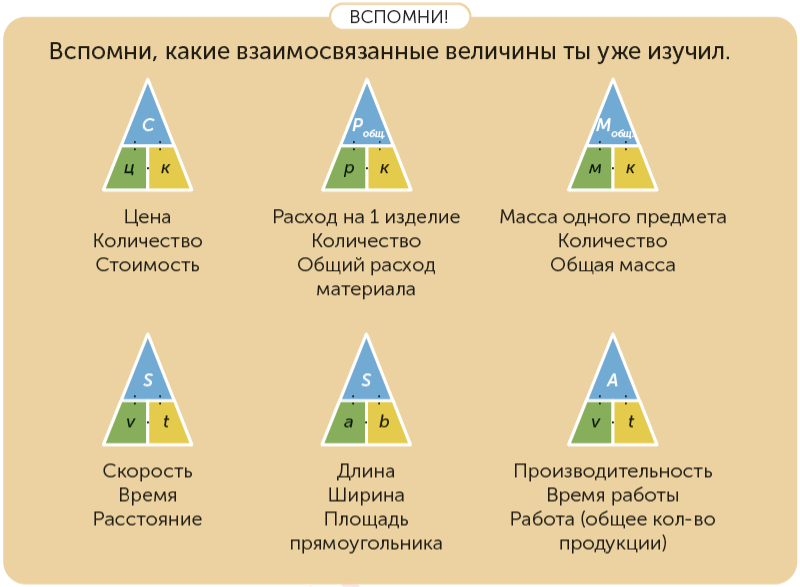 ВСПОМНИ!
Вспомни, какие взаимосвязанные величины ты уже изучил.
С
ц · к
Цена
Количество
Стоимость
Р общ.
р · к
Расход на 1 изделие
Количество
Общий расход
материала
М общ.
м · к
Масса одного предмета
Количество
Общая масса
S
v · t
Скорость
Время
Расстояние
S
a · b
Длина
Ширина
Площадь
прямоугольника
A
v · t
Производительность
Время работы
Работа (общее кол-во
продукции)